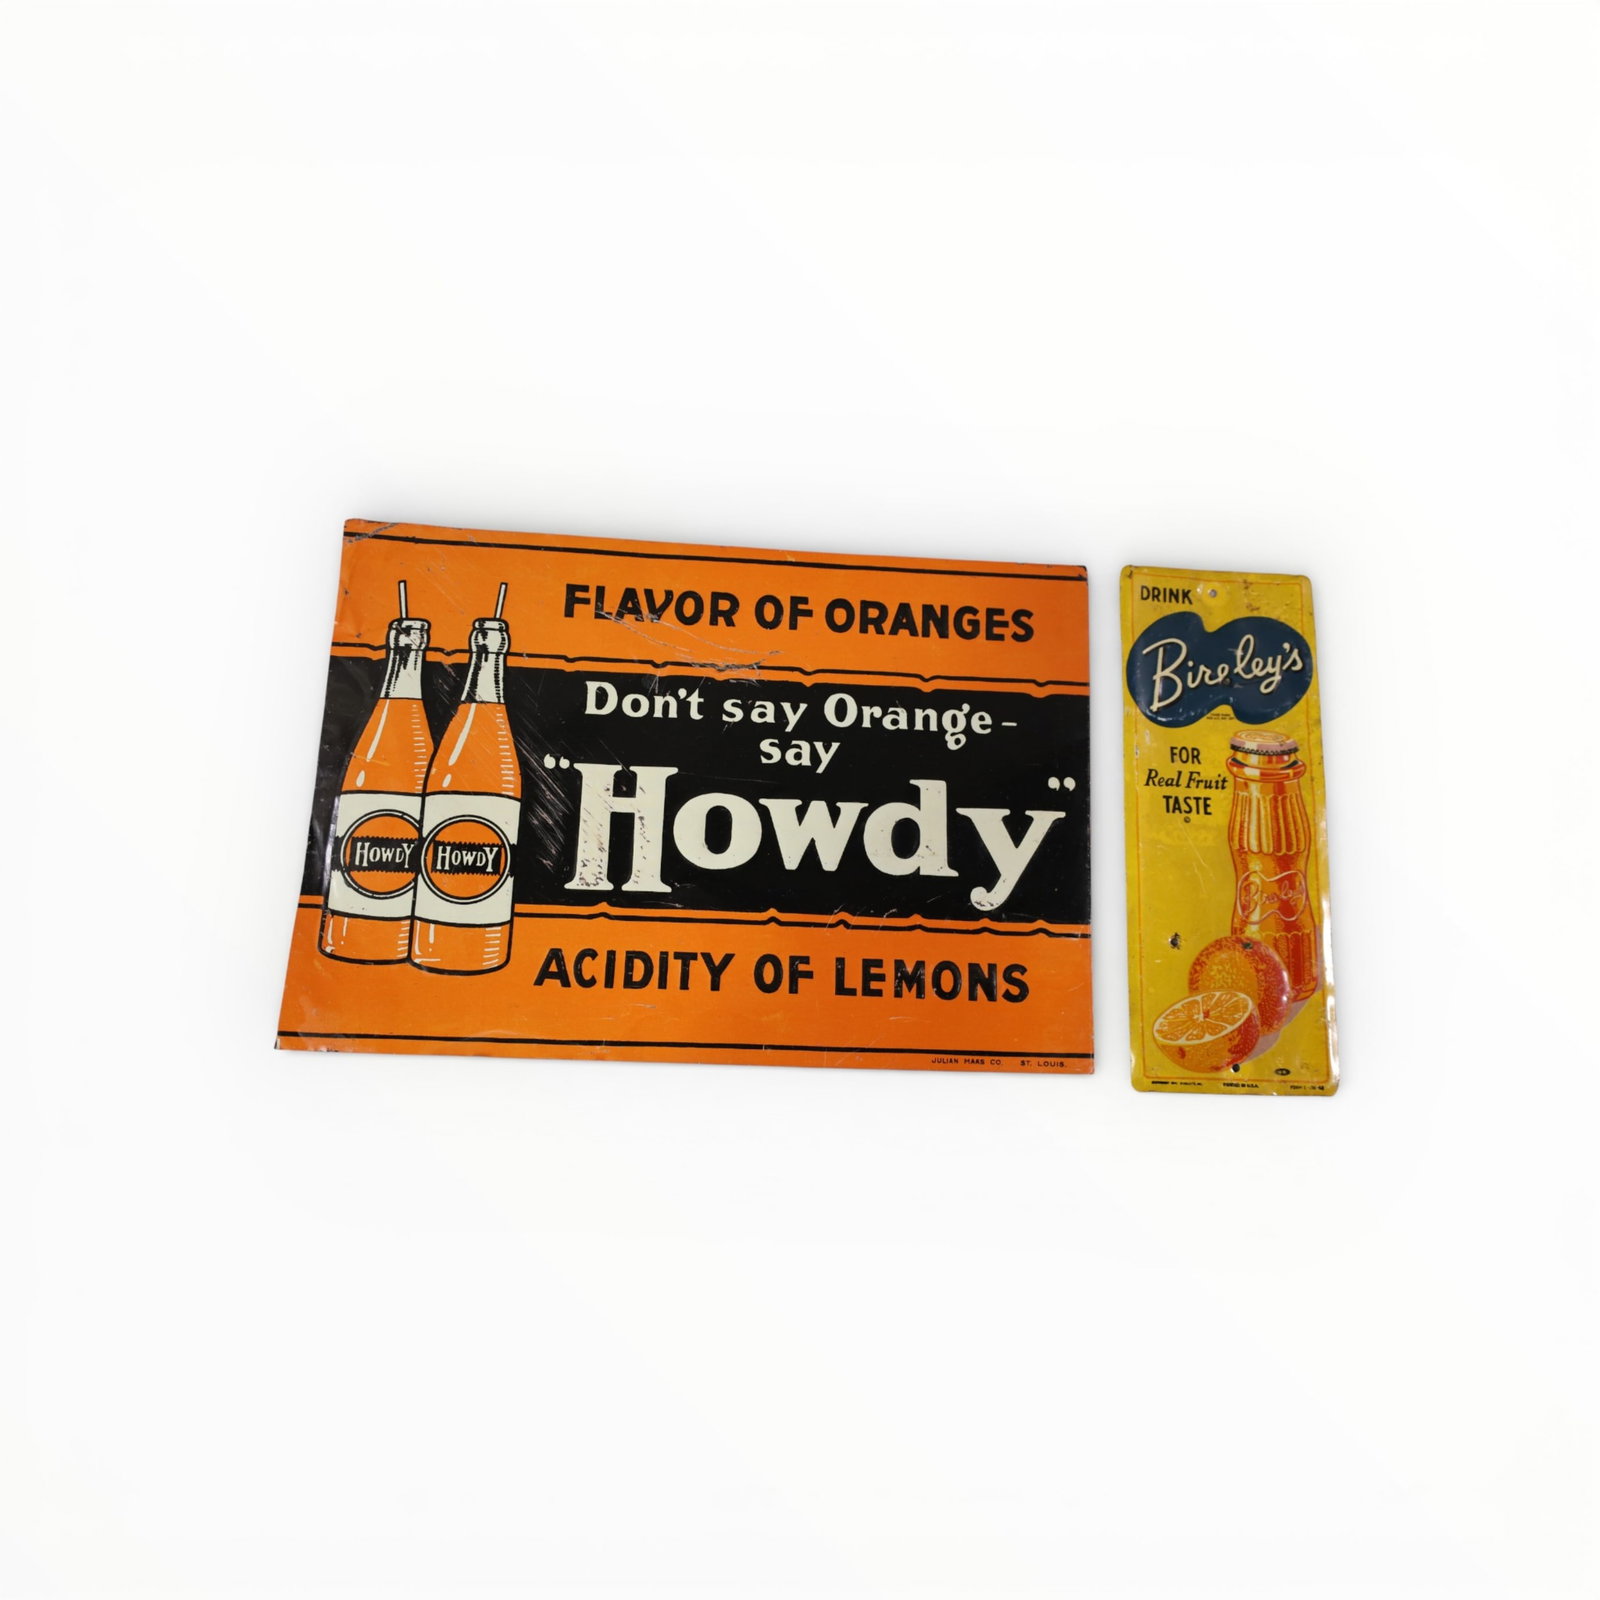 FLAVOR OF ORANGES
Don't say Orange-
say
"Howdy"
ACIDITY OF LEMONS
HOWDY
HOWDY
JULIAN MAAS CO. ST. LOUIS.
DRINK
Bireley's
FOR
Real Fruit
TASTE
Bireley's